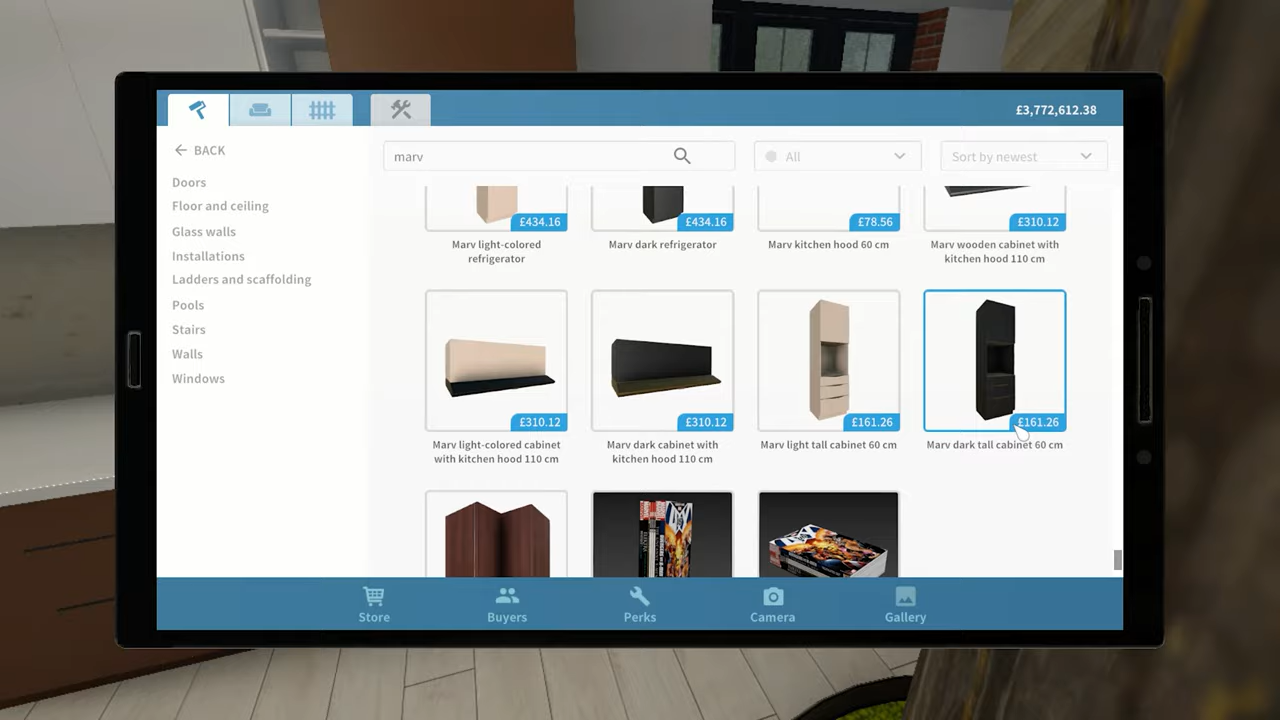 £3,772,612.38
BACK
marv
All
Sort by newest
Doors
Floor and ceiling
Glass walls
Installations
Ladders and scaffolding
Pools
Stairs
Walls
Windows
£434.16
£434.16
£78.56
£310.12
Marv light-colored
refrigerator
Marv dark refrigerator
Marv kitchen hood 60 cm
Marv wooden cabinet with
kitchen hood 110 cm
£310.12
£310.12
£161.26
£161.26
Marv light-colored cabinet
with kitchen hood 110 cm
Marv dark cabinet with
kitchen hood 110 cm
Marv light tall cabinet 60 cm
Marv dark tall cabinet 60 cm
Store
Buyers
Perks
Camera
Gallery